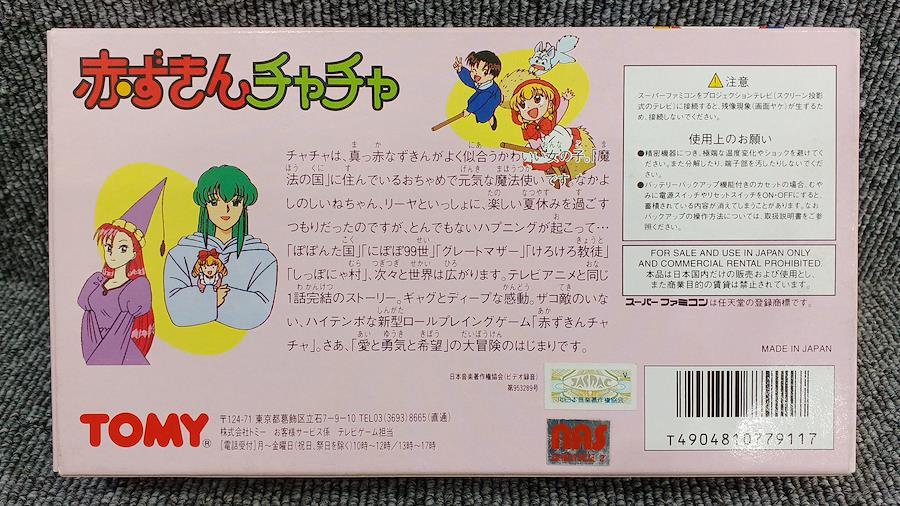 赤ずきんチャチャ
チャチャは、真っ赤なずきんがよく似合うかわいい女の子。「魔
法の国」に住んでいるおちゃめで元気な魔法使いです。なかよ
しのしいねちゃん、リーヤといっしょに、楽しい夏休みを過ごす
つもりだったのですが、とんでもないハプニングが起こって…
「ぽぽんた国」「にぽぽ99世」「グレートマザー」「けろけろ教徒」
「しっぽにゃ村」、次々と世界は広がります。テレビアニメと同じ
1話完結のストーリー。ギャグとディープな感動。ザコ敵のいな
い、ハイテンポな新型ロールプレイングゲーム「赤ずきんチャ
チャ」。さあ、「愛と勇気と希望」の大冒険のはじまりです。
注意
スーパーファミコンをプロジェクションテレビ(スクリーン投影
式のテレビ)に接続すると、残像現象(画面ヤケ)が生ずるた
め、接続しないでください。
使用上のお願い
●精密機器につき、極端な温度変化やショックを避けてく
ださい。また分解したり、端子部を汚したりしないでくだ
さい。
●バッテリーバックアップ機能付きのカセットの場合、むや
みに電源スイッチやリセットスイッチをON・OFFにすると、
蓄積されている内容が消えてしまうことがあります。なお
バックアップの操作方法については、取扱説明書をご参
照ください。
FOR SALE AND USE IN JAPAN ONLY
AND COMMERCIAL RENTAL PROHIBITED.
本品は日本国内だけの販売および使用とし、
また商業目的の賃貸は禁止されています。
スーパーファミコンは任天堂の登録商標です。
MADE IN JAPAN
日本音楽著作権協会(ビデオ録音)
第953289号
JASRAC
日本音楽著作権協会
nas
TOMY®
〒124-71 東京都葛飾区立石7-9-10 TEL03(3693)8665(直通)
株式会社トミー お客様サービス係 テレビゲーム担当
[電話受付]月〜金曜日(祝日、祭日を除く)10時〜12時/13時〜17時
T4904810779117